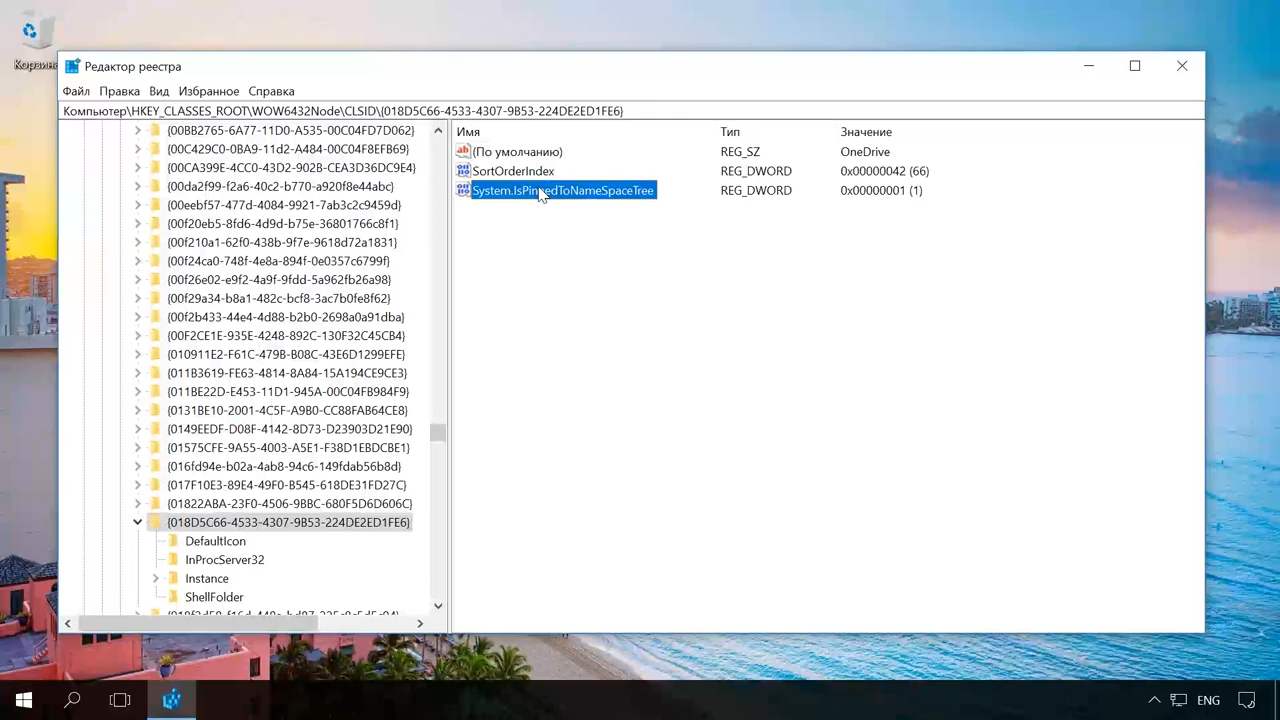 Корзина
Редактор реестра
Файл Правка Вид Избранное Справка
Компьютер\HKEY_CLASSES_ROOT\WOW6432Node\CLSID\{018D5C66-4533-4307-9B53-224DE2ED1FE6}
{00BB2765-6A77-11D0-A535-00C04FD7D062}
{00C429C0-0BA9-11d2-A484-00C04F8EFB69}
{00CA399E-4CC0-43D2-902B-CEA3D36DC9E4}
{00da2f99-f2a6-40c2-b770-a920f8e44abc}
{00eebf57-477d-4084-9921-7ab3c2c9459d}
{00f20eb5-8fd6-4d9d-b75e-36801766c8f1}
{00f210a1-62f0-438b-9f7e-9618d72a1831}
{00f24ca0-748f-4e8a-894f-0e0357c6799f}
{00f26e02-e9f2-4a9f-9fdd-5a962fb26a98}
{00f29a34-b8a1-482c-bcf8-3ac7b0fe8f62}
{00f2b433-44e4-4d88-b2b0-2698a0a91dba}
{00F2CE1E-935E-4248-892C-130F32C45CB4}
{010911E2-F61C-479B-B08C-43E6D1299EFE}
{011B3619-FE63-4814-8A84-15A194CE9CE3}
{011BE22D-E453-11D1-945A-00C04FB984F9}
{0131BE10-2001-4C5F-A9B0-CC88FAB64CE8}
{0149EEDF-D08F-4142-8D73-D23903D21E90}
{01575CFE-9A55-4003-A5E1-F38D1EBDCBE1}
{016fd94e-b02a-4ab8-94c6-149fdab56b8d}
{017F10E3-89E4-49F0-B545-618DE31FD27C}
{01822ABA-23F0-4506-9BBC-680F5D6D606C}
{018D5C66-4533-4307-9B53-224DE2ED1FE6}
DefaultIcon
InProcServer32
Instance
ShellFolder
Имя Тип Значение
(По умолчанию) REG_SZ OneDrive
SortOrderIndex REG_DWORD 0x00000042 (66)
System.IsPinnedToNameSpaceTree REG_DWORD 0x00000001 (1)
ENG